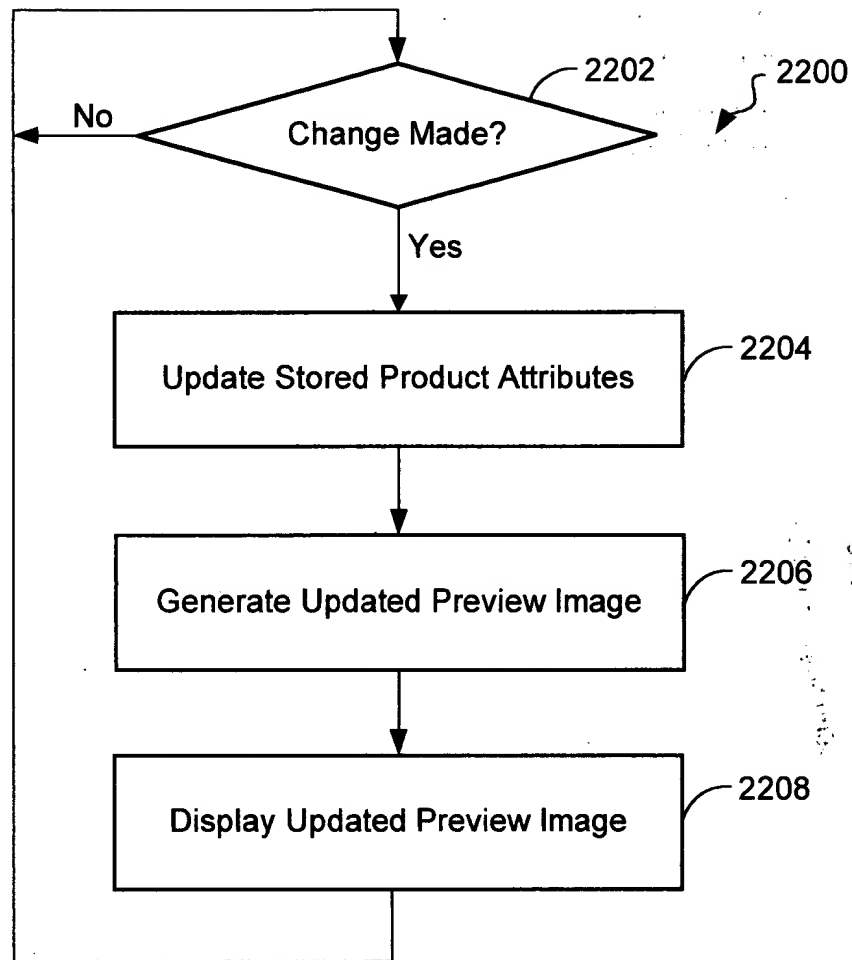 2202
2200
No
Change Made?
Yes
2204
Update Stored Product Attributes
2206
Generate Updated Preview Image
2208
Display Updated Preview Image